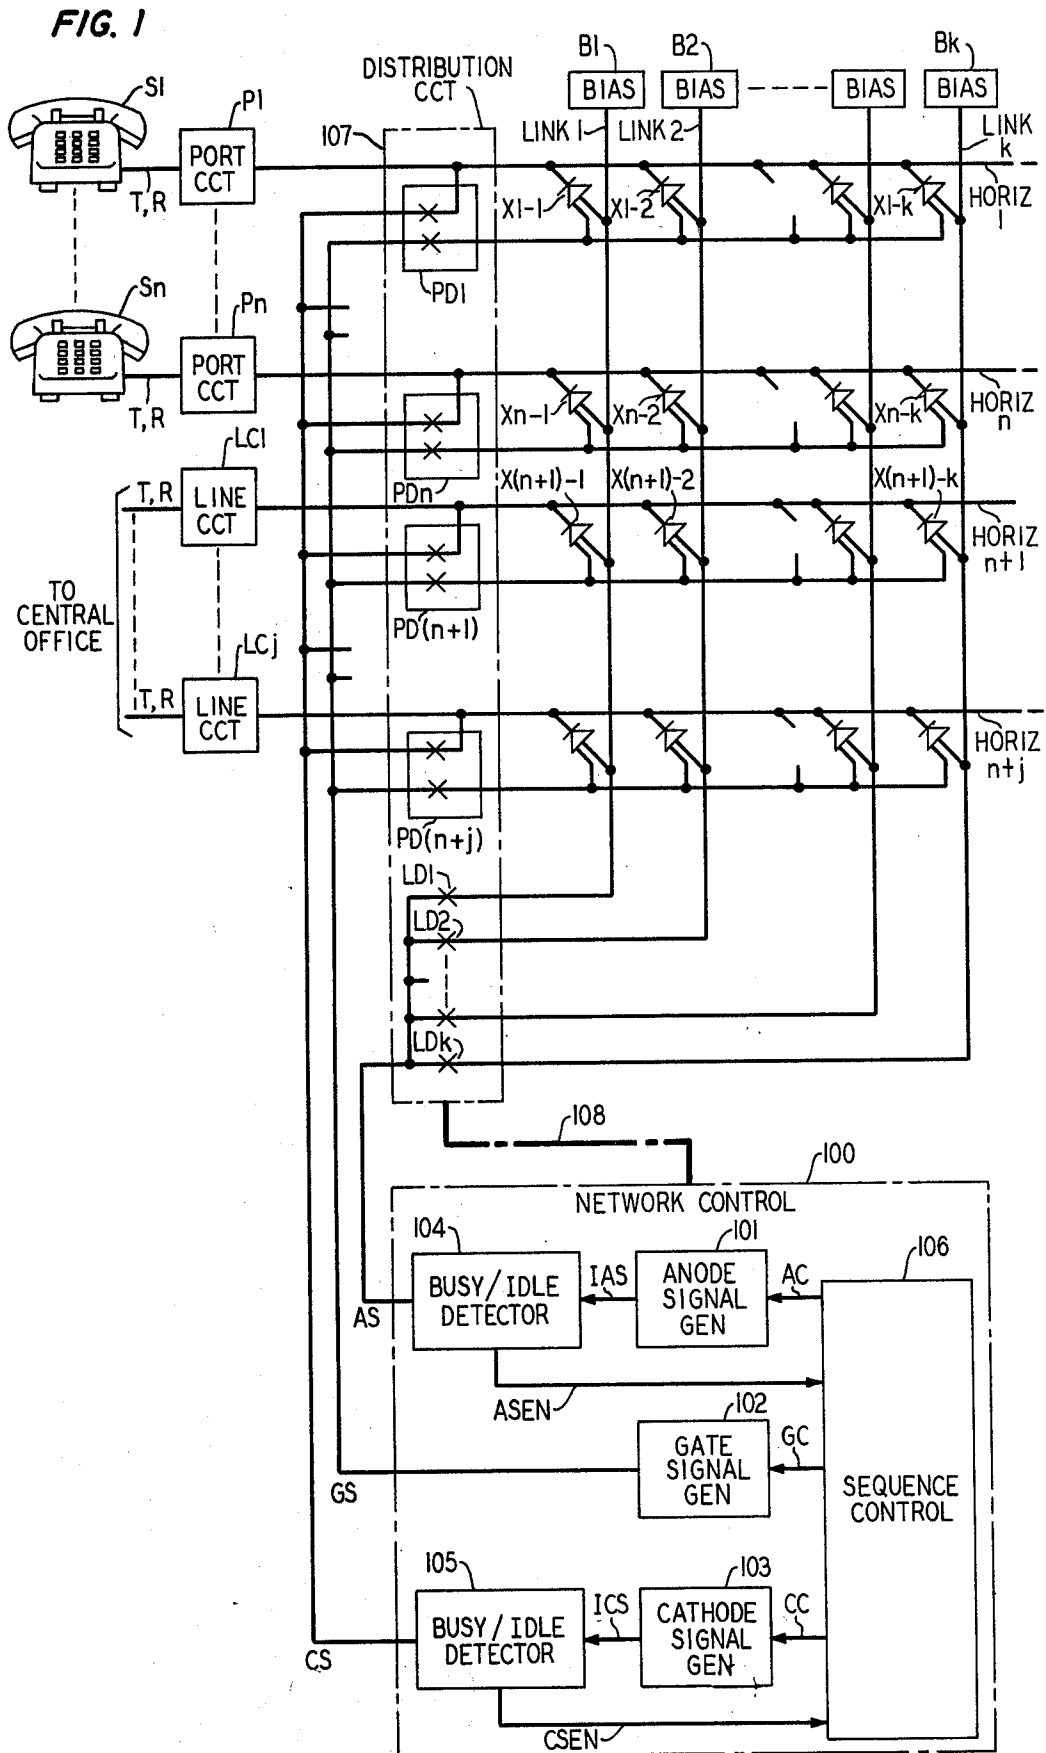 FIG. 1
S1
P1
PORT
CCT
T,R
Sn
Pn
PORT
CCT
T,R
LC1
T,R
LINE
CCT
TO
CENTRAL
OFFICE
LCj
T,R
LINE
CCT
DISTRIBUTION
CCT
107
PD1
PDn
PD(n+1)
PD(n+j)
LD1
LD2
LDk
B1
BIAS
B2
BIAS
BIAS
Bk
BIAS
LINK 1
LINK 2
LINK
k
X1-1
X1-2
X1-k
HORIZ
1
Xn-1
Xn-2
Xn-k
HORIZ
n
X(n+1)-1
X(n+1)-2
X(n+1)-k
HORIZ
n+1
HORIZ
n+j
108
100
NETWORK CONTROL
104
BUSY/IDLE
DETECTOR
AS
IAS
101
ANODE
SIGNAL
GEN
AC
106
SEQUENCE
CONTROL
ASEN
102
GATE
SIGNAL
GEN
GC
GS
105
BUSY/IDLE
DETECTOR
CS
ICS
103
CATHODE
SIGNAL
GEN
CC
CSEN